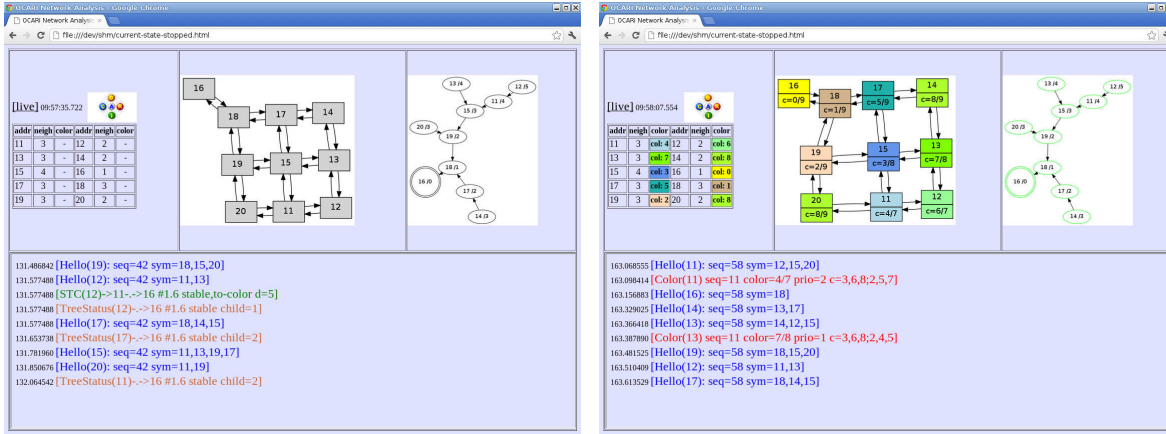 OCARI Network Analysis - Google Chrome
OCARI Network Analysis ×
file:///dev/shm/current-state-stopped.html
[live] 09:57:35.722
C A R
I
addr neigh color addr neigh color
11 3 - 12 2 -
13 3 - 14 2 -
15 4 - 16 1 -
17 3 - 18 3 -
19 3 - 20 2 -
16
18 17 14
19 15 13
20 11 12
13 /4
12 /5
11 /4
15 /3
20 /3
19 /2
18 /1
16 /0
17 /2
14 /3
131.486842 [Hello(19): seq=42 sym=18,15,20]
131.577488 [Hello(12): seq=42 sym=11,13]
131.577488 [STC(12)->11-.->16 #1.6 stable,to-color d=5]
131.577488 [TreeStatus(12)-.->16 #1.6 stable child=1]
131.577488 [Hello(17): seq=42 sym=18,14,15]
131.653738 [TreeStatus(17)-.->16 #1.6 stable child=2]
131.781960 [Hello(15): seq=42 sym=11,13,19,17]
131.850676 [Hello(20): seq=42 sym=11,19]
132.064542 [TreeStatus(11)-.->16 #1.6 stable child=2]
OCARI Network Analysis - Google Chrome
OCARI Network Analysis ×
file:///dev/shm/current-state-stopped.html
[live] 09:58:07.554
C A R
I
addr neigh color addr neigh color
11 3 col: 4 12 2 col: 6
13 3 col: 7 14 2 col: 8
15 4 col: 3 16 1 col: 0
17 3 col: 5 18 3 col: 1
19 3 col: 2 20 2 col: 8
16
c=0/9
18
c=1/9
17
c=5/9
14
c=8/9
19
c=2/9
15
c=3/8
13
c=7/8
20
c=8/9
11
c=4/7
12
c=6/7
13 /4
12 /5
11 /4
15 /3
20 /3
19 /2
18 /1
16 /0
17 /2
14 /3
163.068555 [Hello(11): seq=58 sym=12,15,20]
163.098414 [Color(11) seq=11 color=4/7 prio=2 c=3,6,8;2,5,7]
163.156883 [Hello(16): seq=58 sym=18]
163.329025 [Hello(14): seq=58 sym=13,17]
163.366418 [Hello(13): seq=58 sym=14,12,15]
163.387890 [Color(13) seq=11 color=7/8 prio=1 c=3,6,8;2,4,5]
163.481525 [Hello(19): seq=58 sym=18,15,20]
163.510409 [Hello(12): seq=58 sym=11,13]
163.613529 [Hello(17): seq=58 sym=18,14,15]